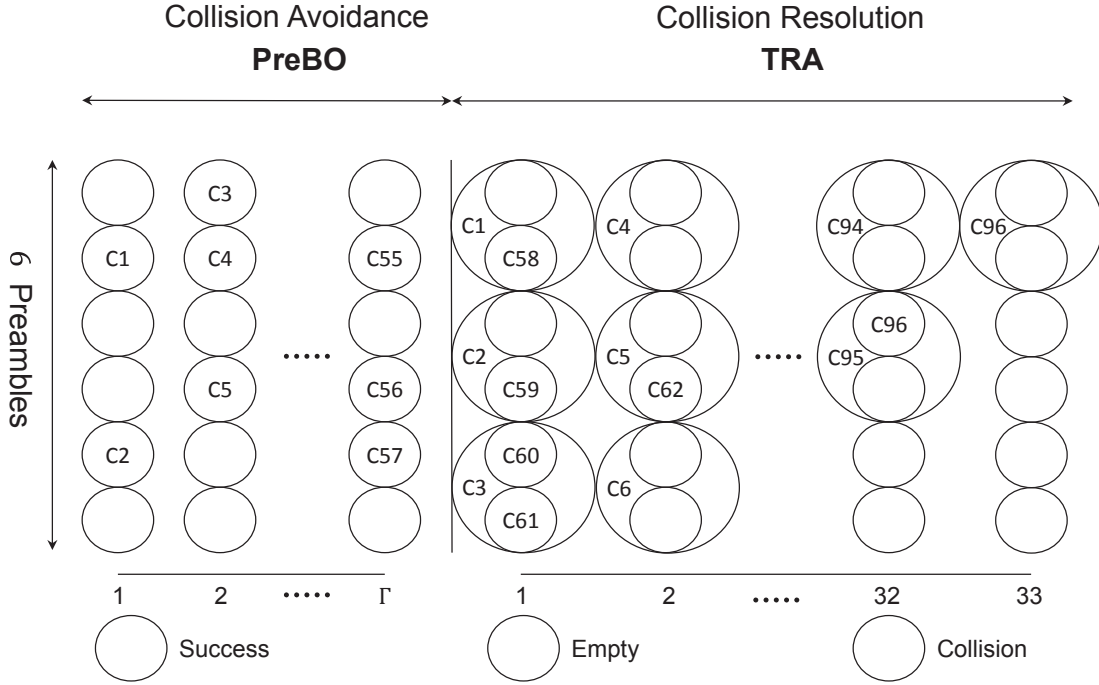 Collision Avoidance
PreBO
Collision Resolution
TRA
6 Preambles
C3
C1 C4 C55
C5 C56
C2 C57
C1 C4 C94 C96
C58
C96
C2 C5 C95
C59 C62
C60
C3 C6
C61
1 2 ..... Γ 1 2 ..... 32 33
Success Empty Collision